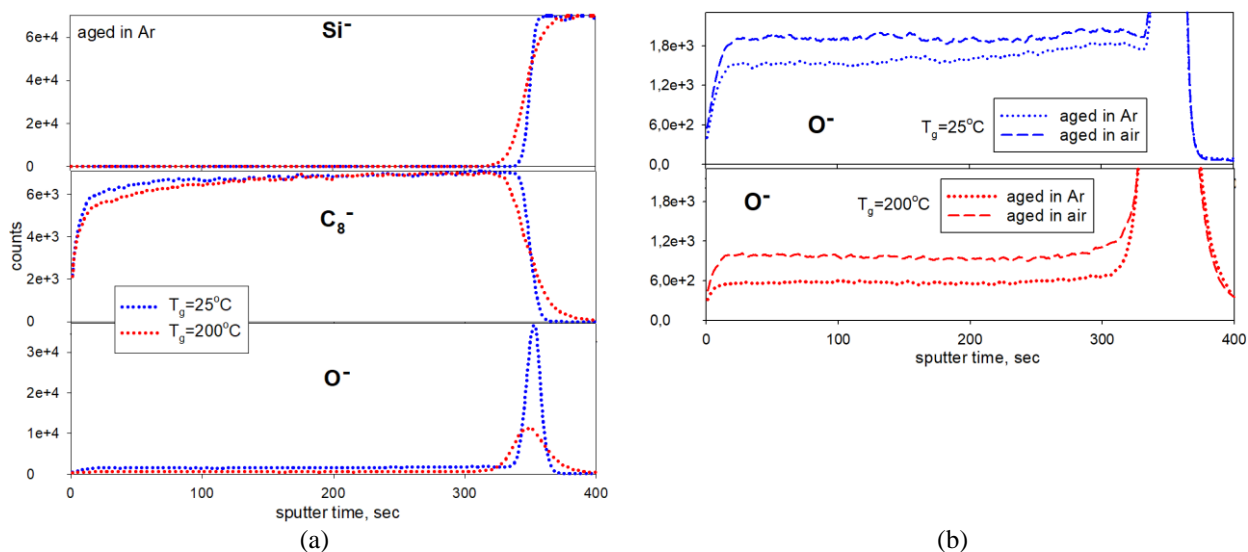 aged in Ar
Si⁻
6e+4
4e+4
2e+4
0
C₈⁻
6e+3
4e+3
2e+3
0
counts
T_g=25°C
T_g=200°C
O⁻
3e+4
2e+4
1e+4
0
0 100 200 300 400
sputter time, sec
(a)
1,8e+3
1,2e+3
6,0e+2
0,0
O⁻
T_g=25°C
aged in Ar
aged in air
O⁻
T_g=200°C
aged in Ar
aged in air
1,8e+3
1,2e+3
6,0e+2
0,0
0 100 200 300 400
sputter time, sec
(b)